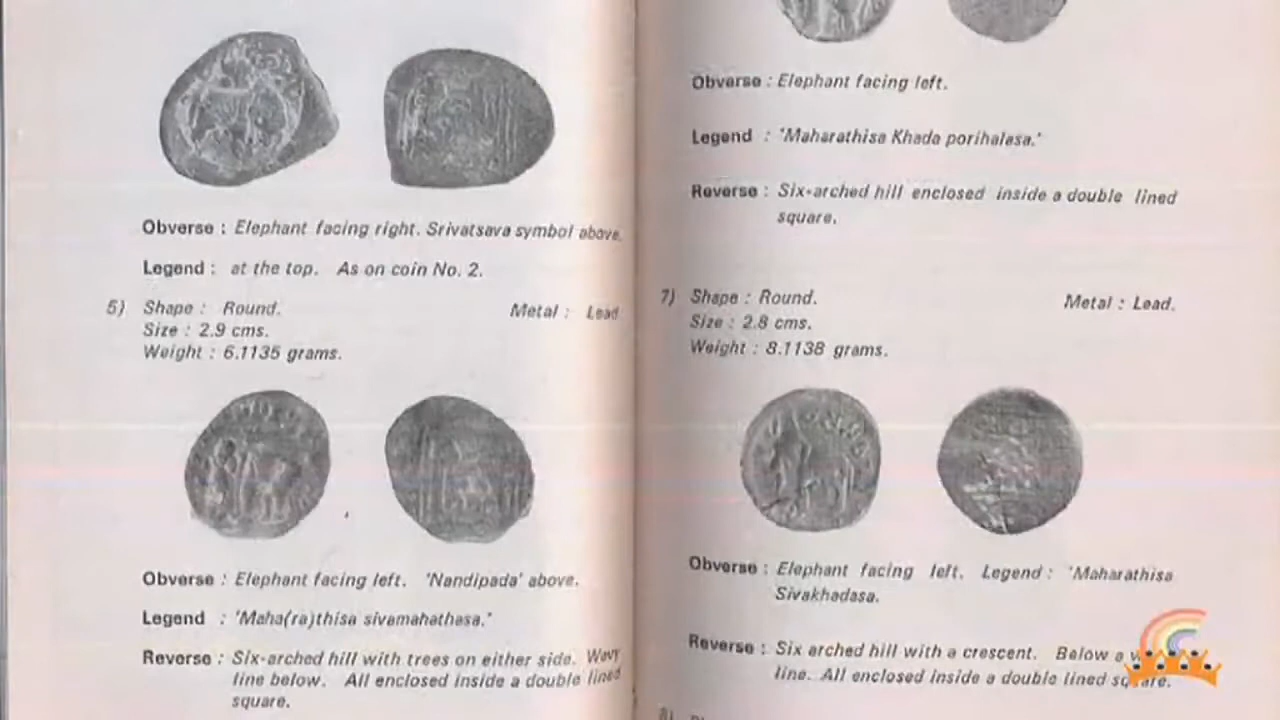 Obverse : Elephant facing right. Srivatsava symbol above.
Legend : at the top. As on coin No. 2.
5) Shape : Round. Metal : Lead
Size : 2.9 cms.
Weight : 6.1135 grams.
Obverse : Elephant facing left. 'Nandipada' above.
Legend : 'Maha(ra)thisa sivamahathasa.'
Reverse : Six-arched hill with trees on either side. Wavy
line below. All enclosed inside a double lined
square.
Obverse : Elephant facing left.
Legend : 'Maharathisa Khada porihalasa.'
Reverse : Six-arched hill enclosed inside a double lined
square.
7) Shape : Round. Metal : Lead.
Size : 2.8 cms.
Weight : 8.1138 grams.
Obverse : Elephant facing left. Legend : 'Maharathisa
Sivakhadasa.
Reverse : Six arched hill with a crescent. Below a
line. All enclosed inside a double lined